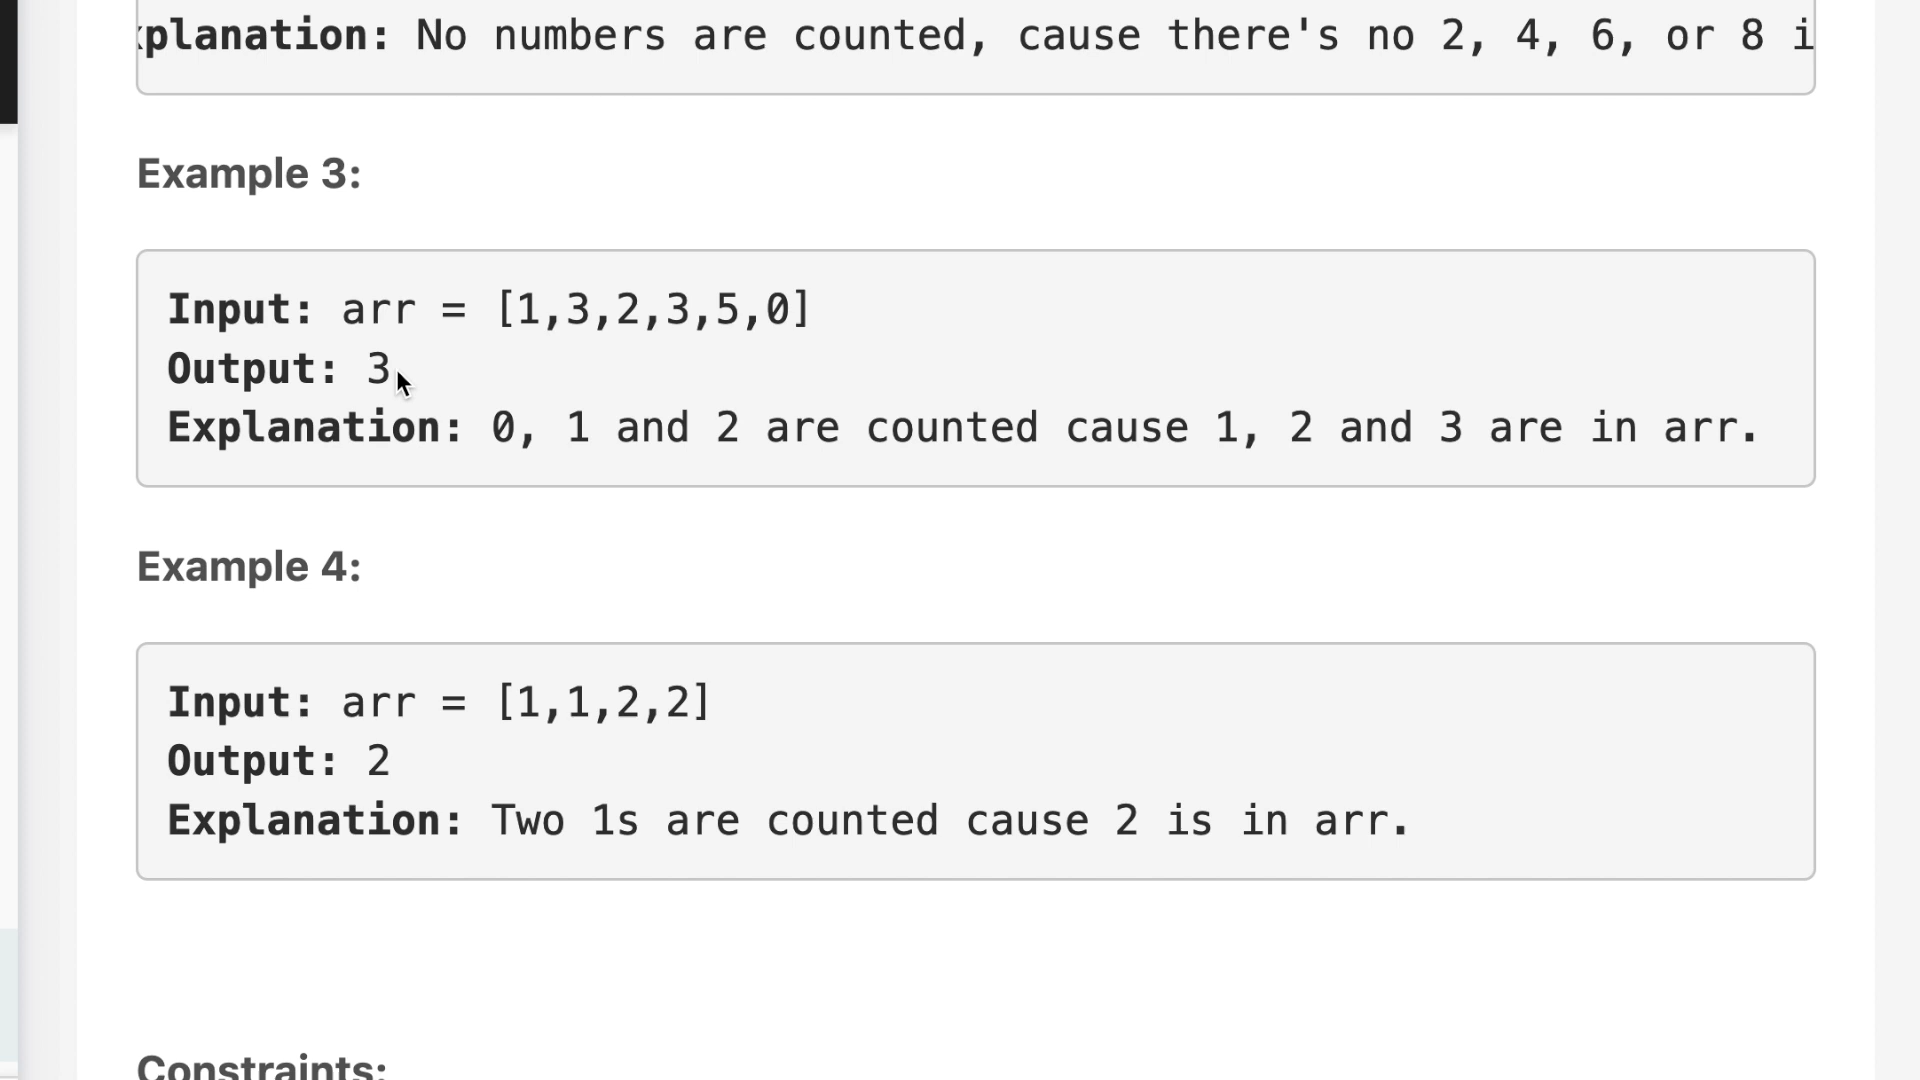 xplanation: No numbers are counted, cause there's no 2, 4, 6, or 8 i
Example 3:
Input: arr = [1,3,2,3,5,0]
Output: 3
Explanation: 0, 1 and 2 are counted cause 1, 2 and 3 are in arr.
Example 4:
Input: arr = [1,1,2,2]
Output: 2
Explanation: Two 1s are counted cause 2 is in arr.
Constraints: